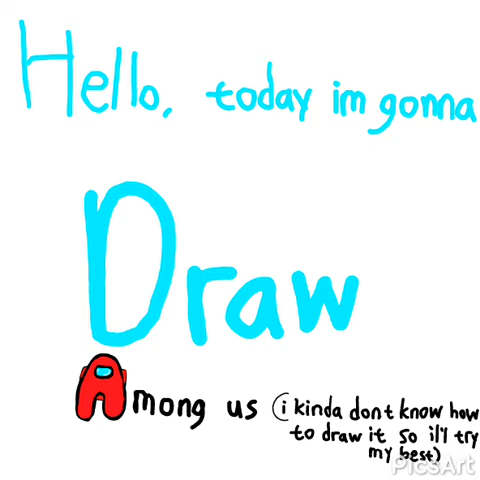 Hello, today im gonna
Draw
Among us (i kinda dont know how
to draw it so il'l try
my best)
PicsArt